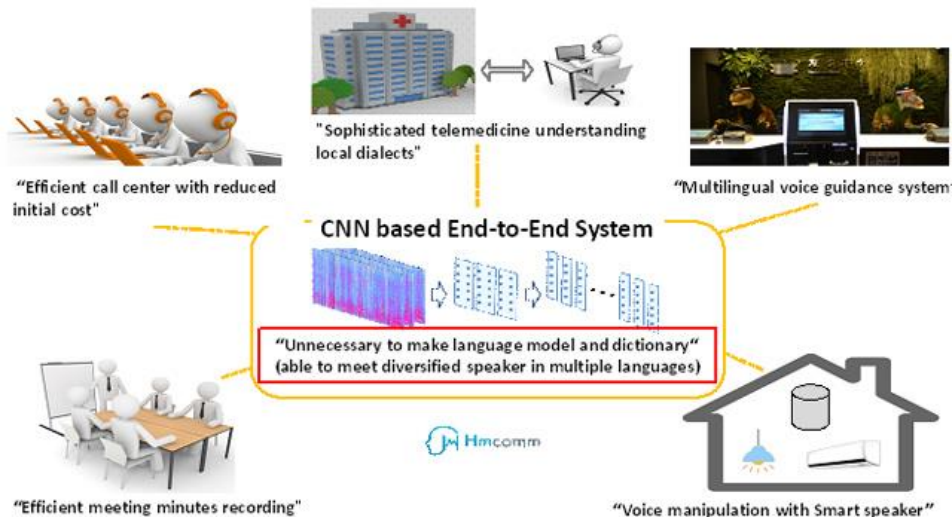 "Sophisticated telemedicine understanding
local dialects"
“Efficient call center with reduced
initial cost"
“Multilingual voice guidance system"
CNN based End-to-End System
“Unnecessary to make language model and dictionary“
(able to meet diversified speaker in multiple languages)
Hmcomm
“Efficient meeting minutes recording"
“Voice manipulation with Smart speaker”